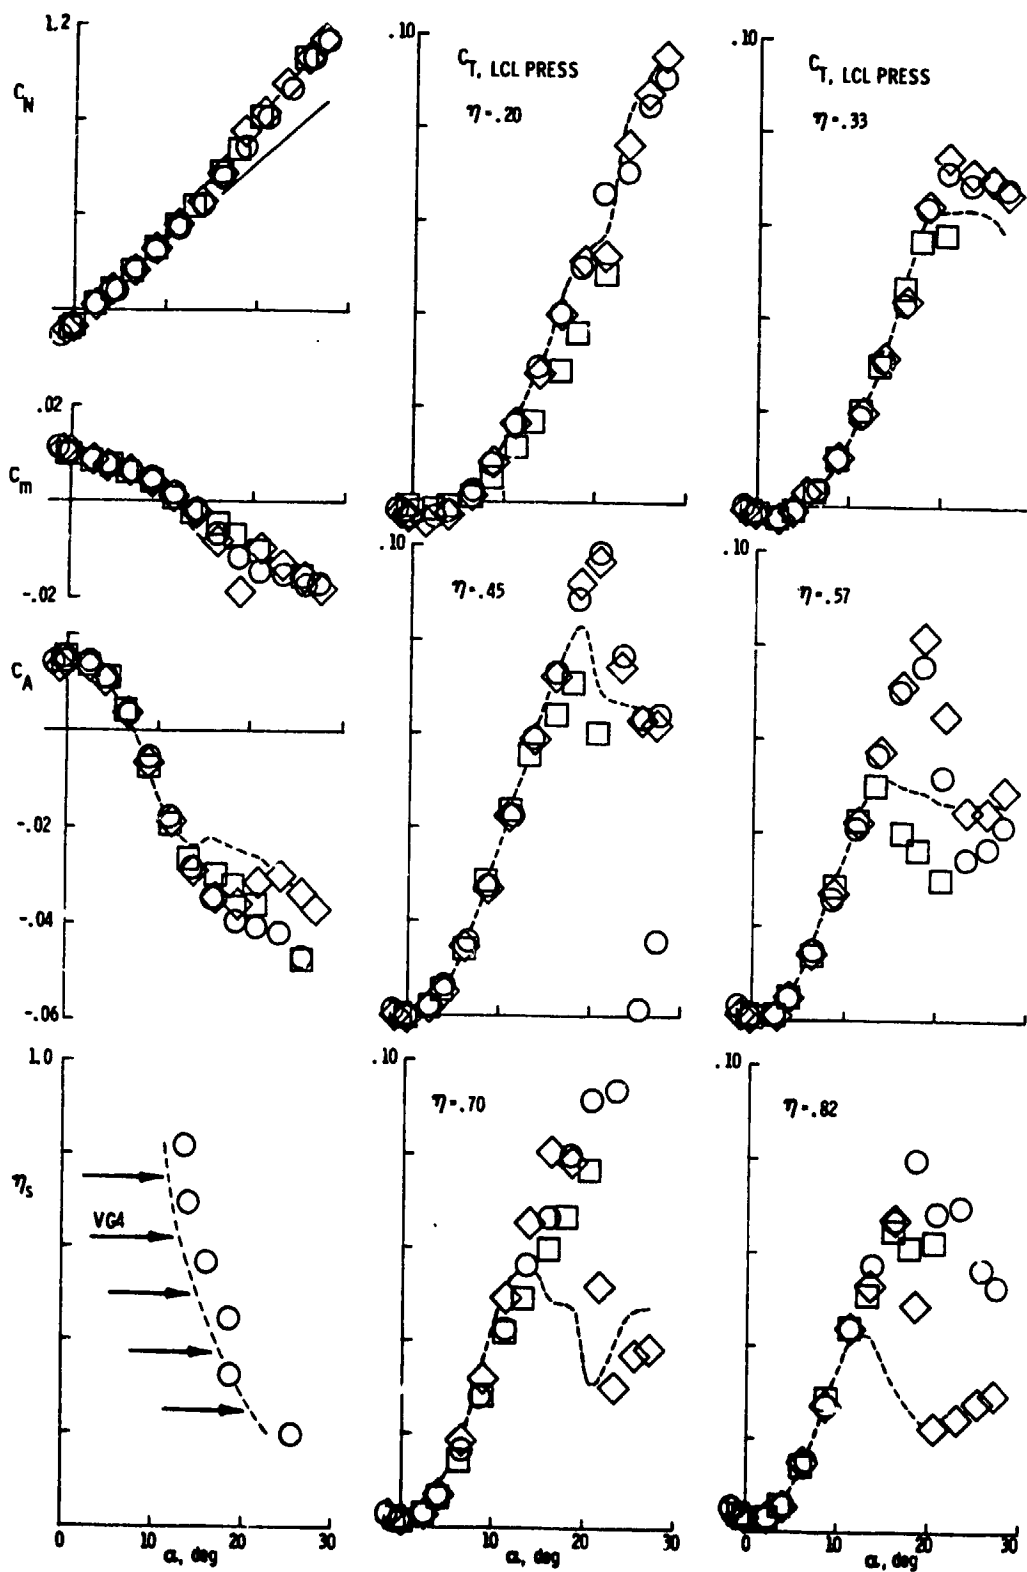 1.2
C_N
.02
C_m
-.02
C_A
-.02
-.04
-.06
1.0
η_s
VG4
0 10 20 30
α, deg
.10
C_T, LCL PRESS
η=.20
.10
η=.45
.10
η=.70
10 20 30
α, deg
.10
C_T, LCL PRESS
η=.33
.10
η=.57
.10
η=.82
0 10 20 30
α, deg